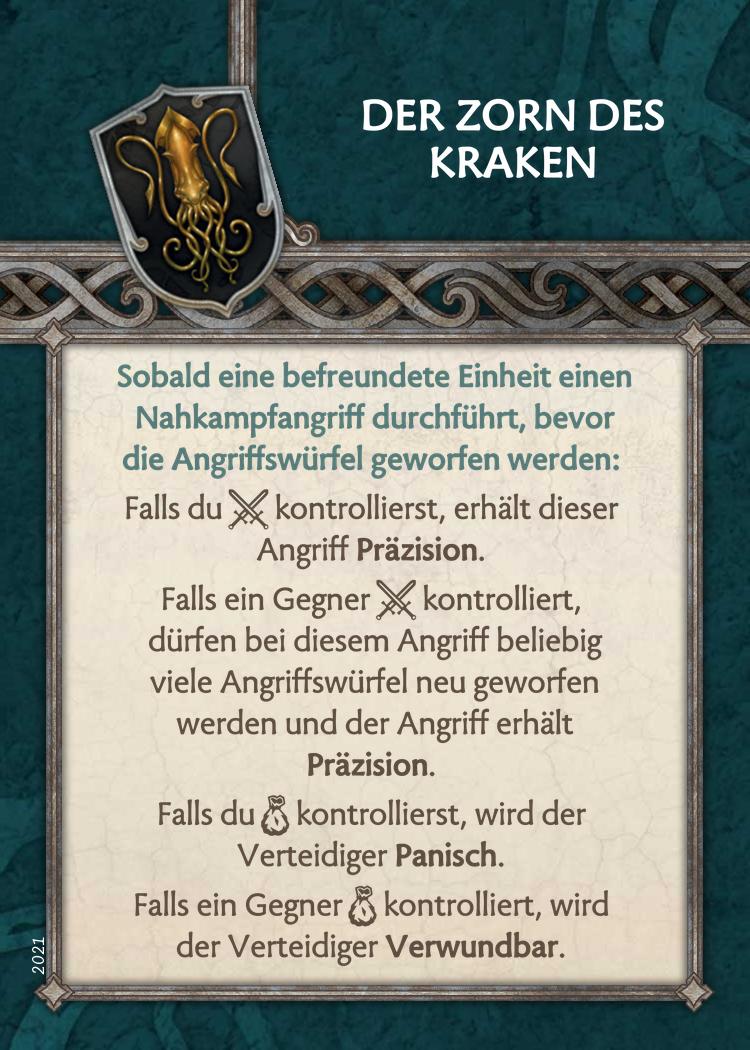 DER ZORN DES
KRAKEN
Sobald eine befreundete Einheit einen
Nahkampfangriff durchführt, bevor
die Angriffswürfel geworfen werden:
Falls du kontrollierst, erhält dieser
Angriff Präzision.
Falls ein Gegner kontrolliert,
dürfen bei diesem Angriff beliebig
viele Angriffswürfel neu geworfen
werden und der Angriff erhält
Präzision.
Falls du kontrollierst, wird der
Verteidiger Panisch.
Falls ein Gegner kontrolliert, wird
der Verteidiger Verwundbar.
2021